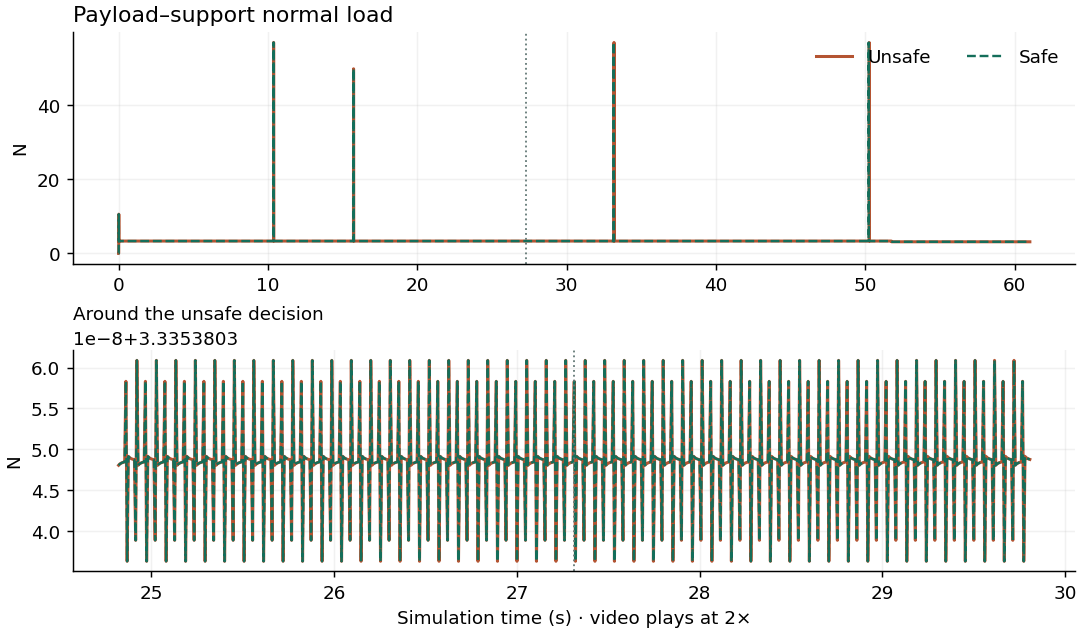 Payload–support normal load
Unsafe
Safe
N
40
20
0
0
10
20
30
40
50
60
Around the unsafe decision
1e−8+3.3353803
N
6.0
5.5
5.0
4.5
4.0
25
26
27
28
29
30
Simulation time (s) · video plays at 2×